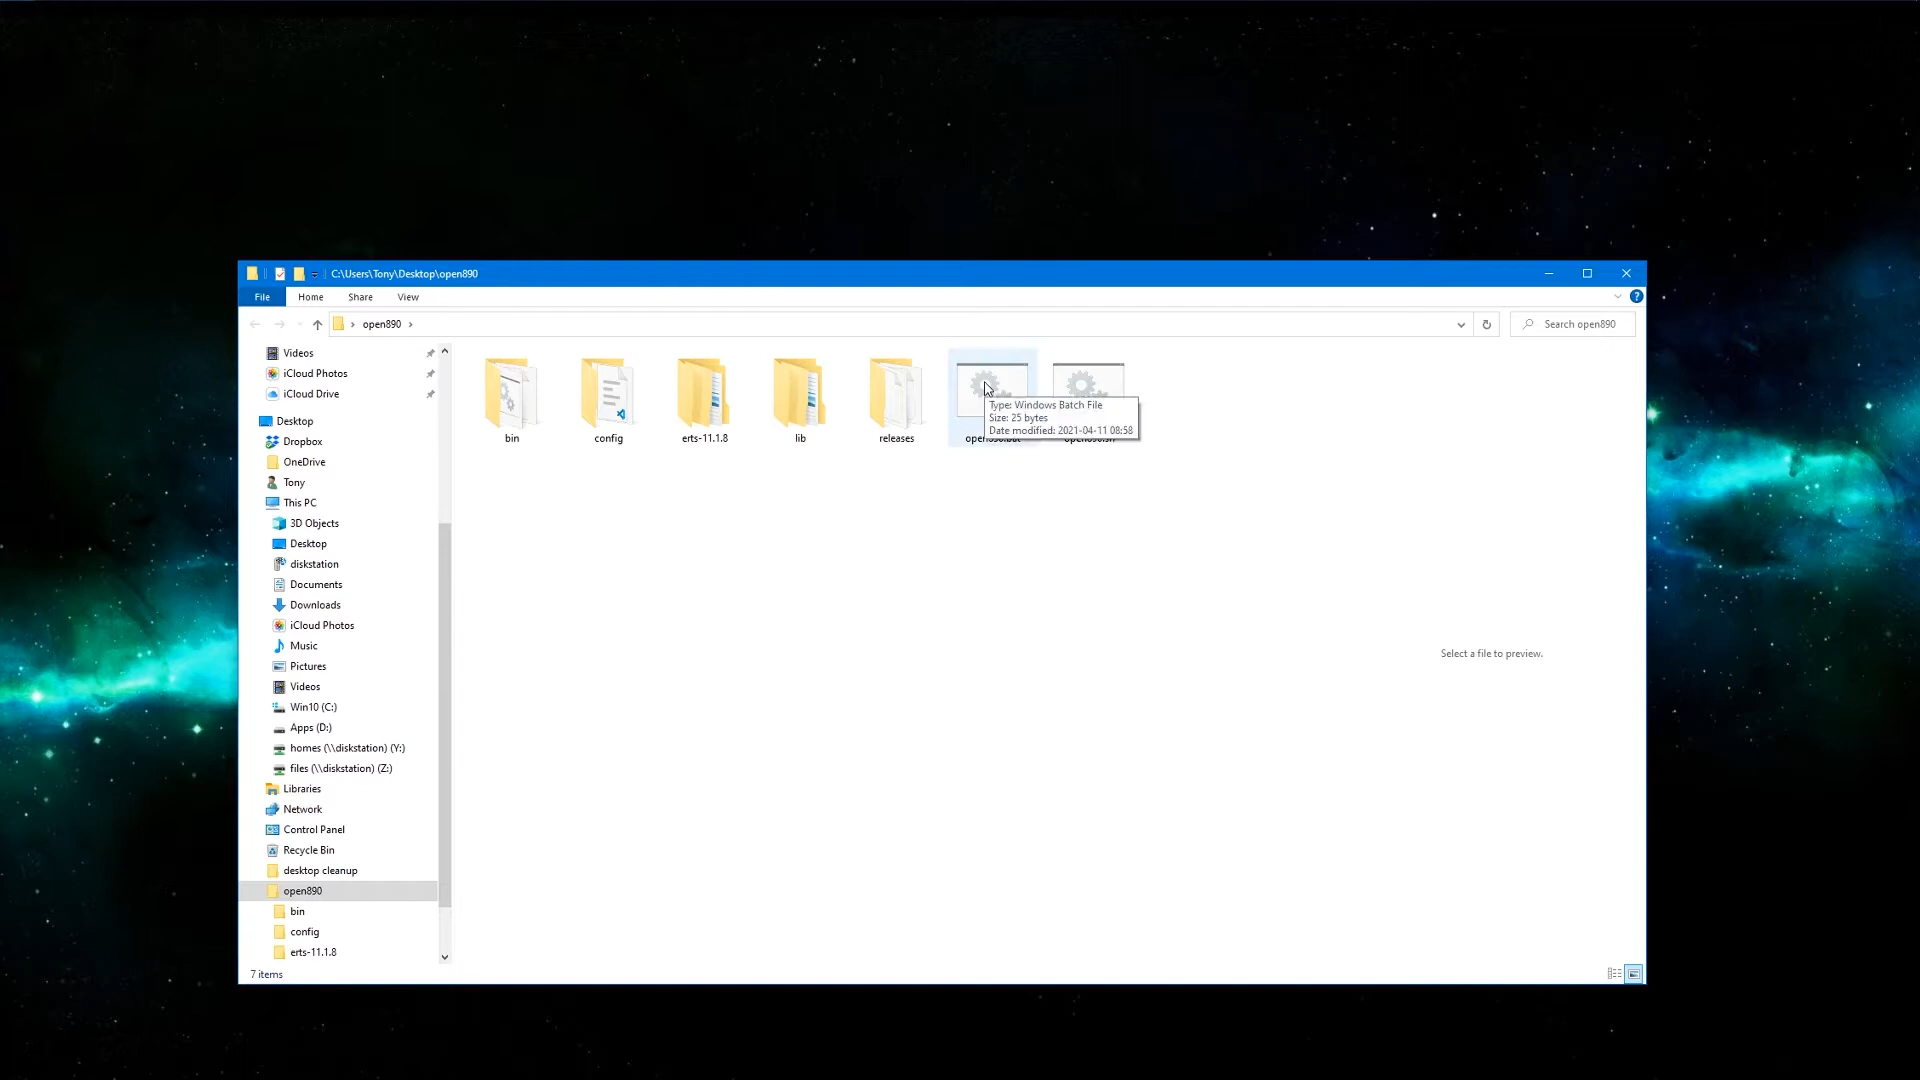 C:\Users\Tony\Desktop\open890
File Home Share View
open890
Search open890
Videos
iCloud Photos
iCloud Drive
Desktop
Dropbox
OneDrive
Tony
This PC
3D Objects
Desktop
diskstation
Documents
Downloads
iCloud Photos
Music
Pictures
Videos
Win10 (C:)
Apps (D:)
homes (\\diskstation) (Y:)
files (\\diskstation) (Z:)
Libraries
Network
Control Panel
Recycle Bin
desktop cleanup
open890
bin
config
erts-11.1.8
bin config erts-11.1.8 lib releases
Type: Windows Batch File
Size: 25 bytes
Date modified: 2021-04-11 08:58
Select a file to preview.
7 items